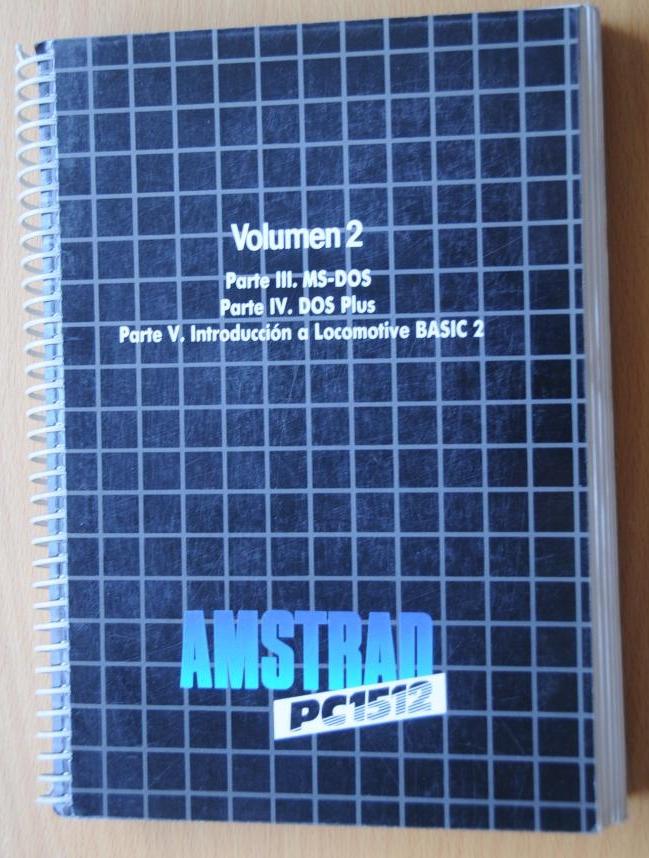 Volumen 2
Parte III. MS-DOS
Parte IV. DOS Plus
Parte V. Introducción a Locomotive BASIC 2
AMSTRAD
PC1512